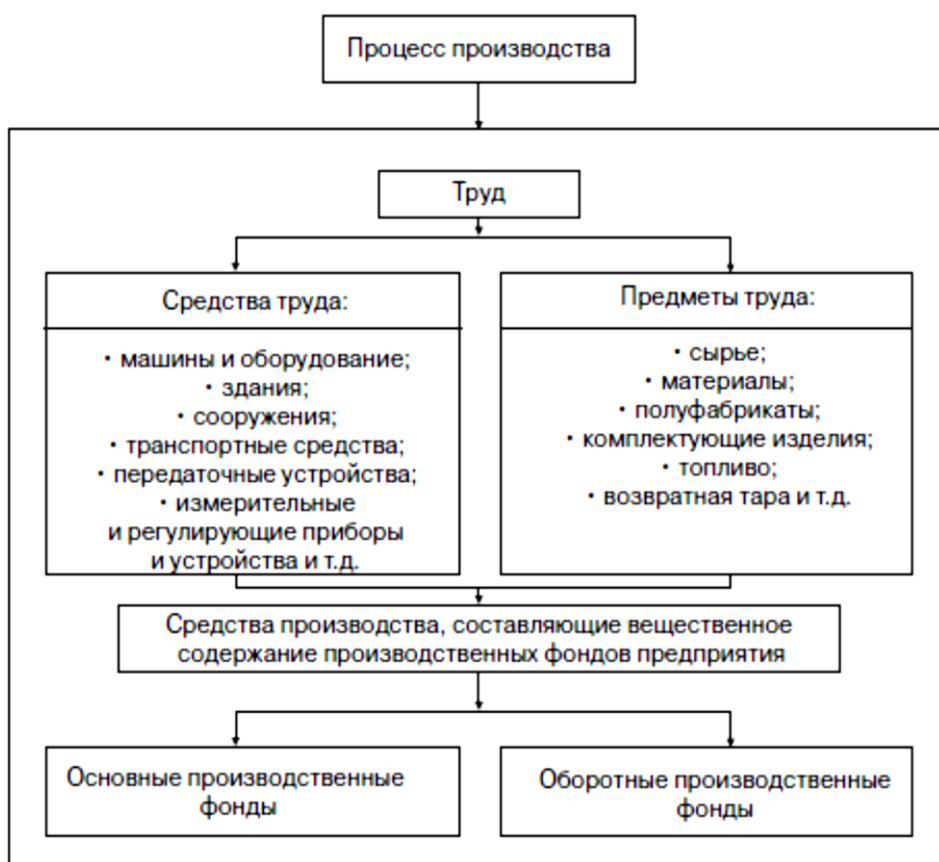 Процесс производства
Труд
Средства труда:
• машины и оборудование;
• здания;
• сооружения;
• транспортные средства;
• передаточные устройства;
• измерительные
и регулирующие приборы
и устройства и т.д.
Предметы труда:
• сырье;
• материалы;
• полуфабрикаты;
• комплектующие изделия;
• топливо;
• возвратная тара и т.д.
Средства производства, составляющие вещественное
содержание производственных фондов предприятия
Основные производственные
фонды
Оборотные производственные
фонды